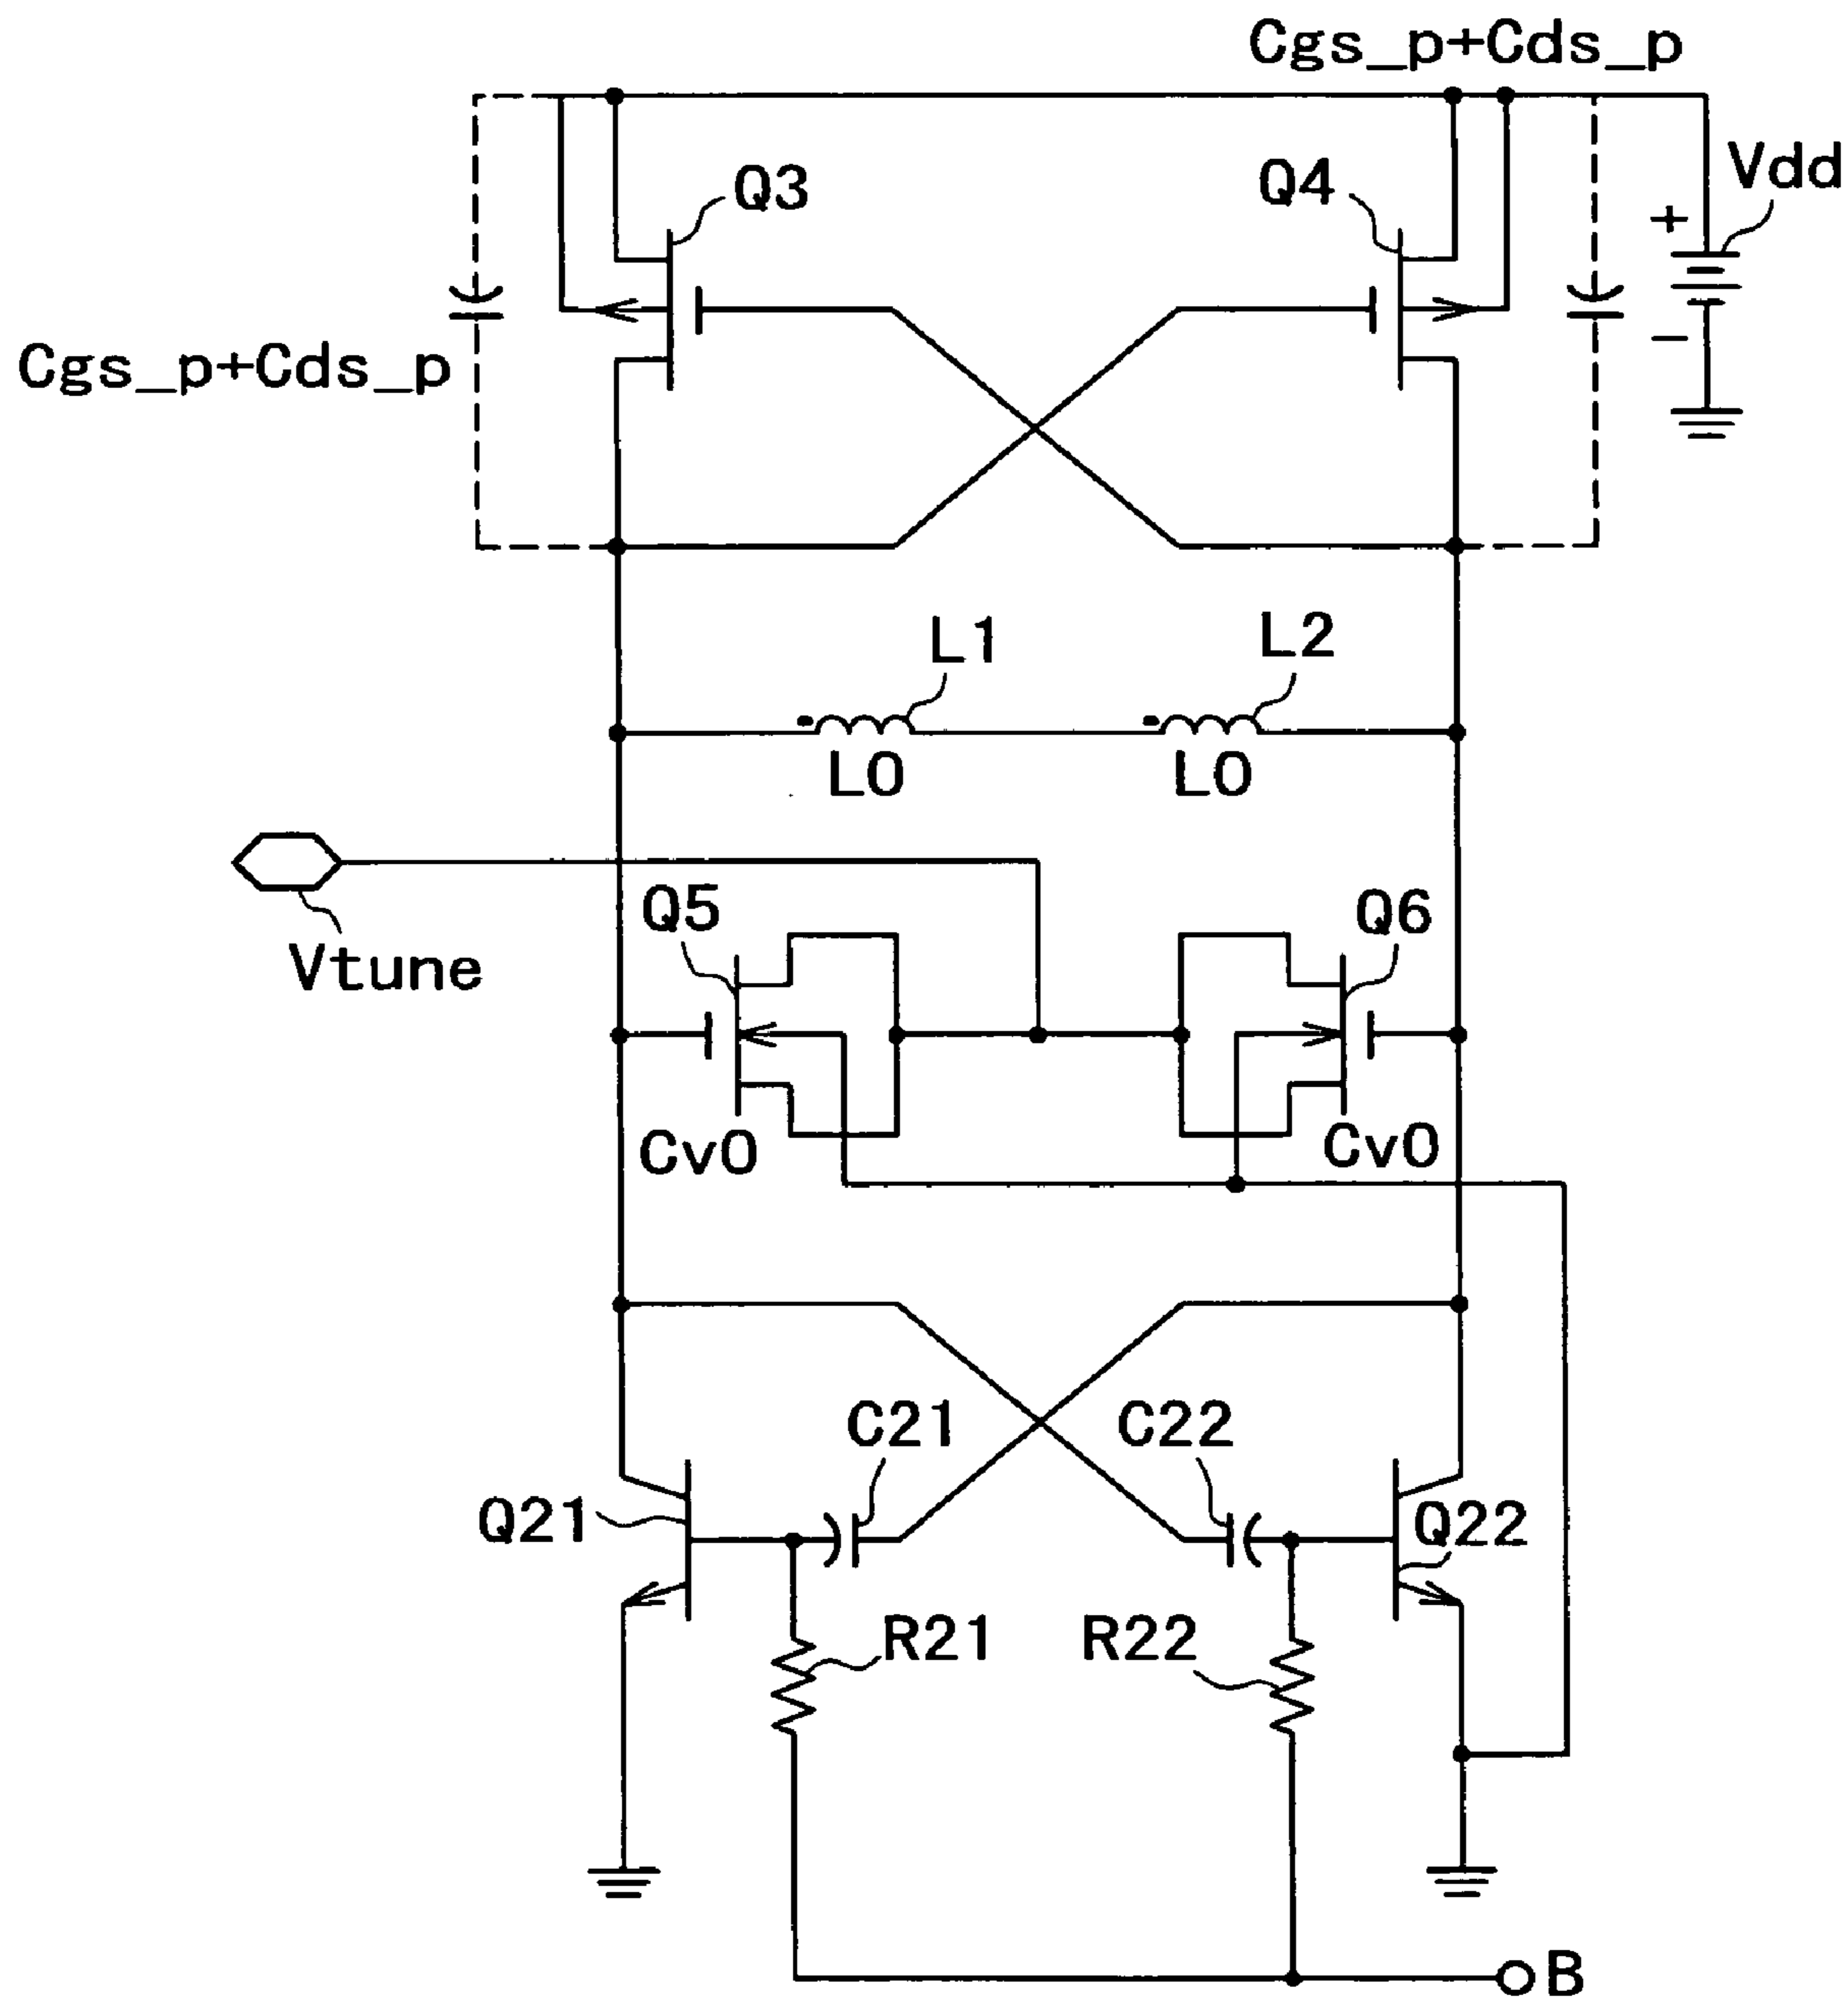 Cgs_p+Cds_p
Vdd
Q3
Q4
+
−
Cgs_p+Cds_p
L1
L2
L0
L0
Vtune
Q5
Q6
Cv0
Cv0
C21
C22
Q21
Q22
R21
R22
B